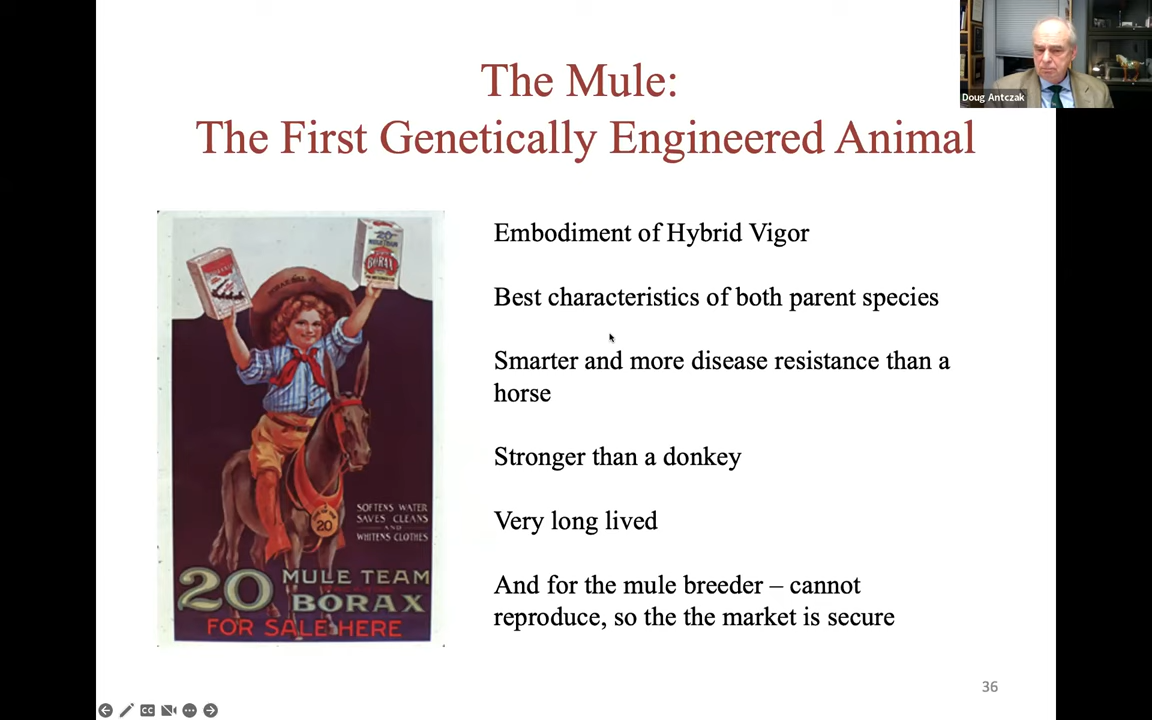 The Mule:
The First Genetically Engineered Animal
Doug Antczak
Embodiment of Hybrid Vigor
Best characteristics of both parent species
Smarter and more disease resistance than a
horse
Stronger than a donkey
Very long lived
And for the mule breeder – cannot
reproduce, so the the market is secure
20
BORAX
SOFTENS WATER
SAVES CLEANS
AND
WHITENS CLOTHES
20
20 MULE TEAM
BORAX
FOR SALE HERE
36
CC